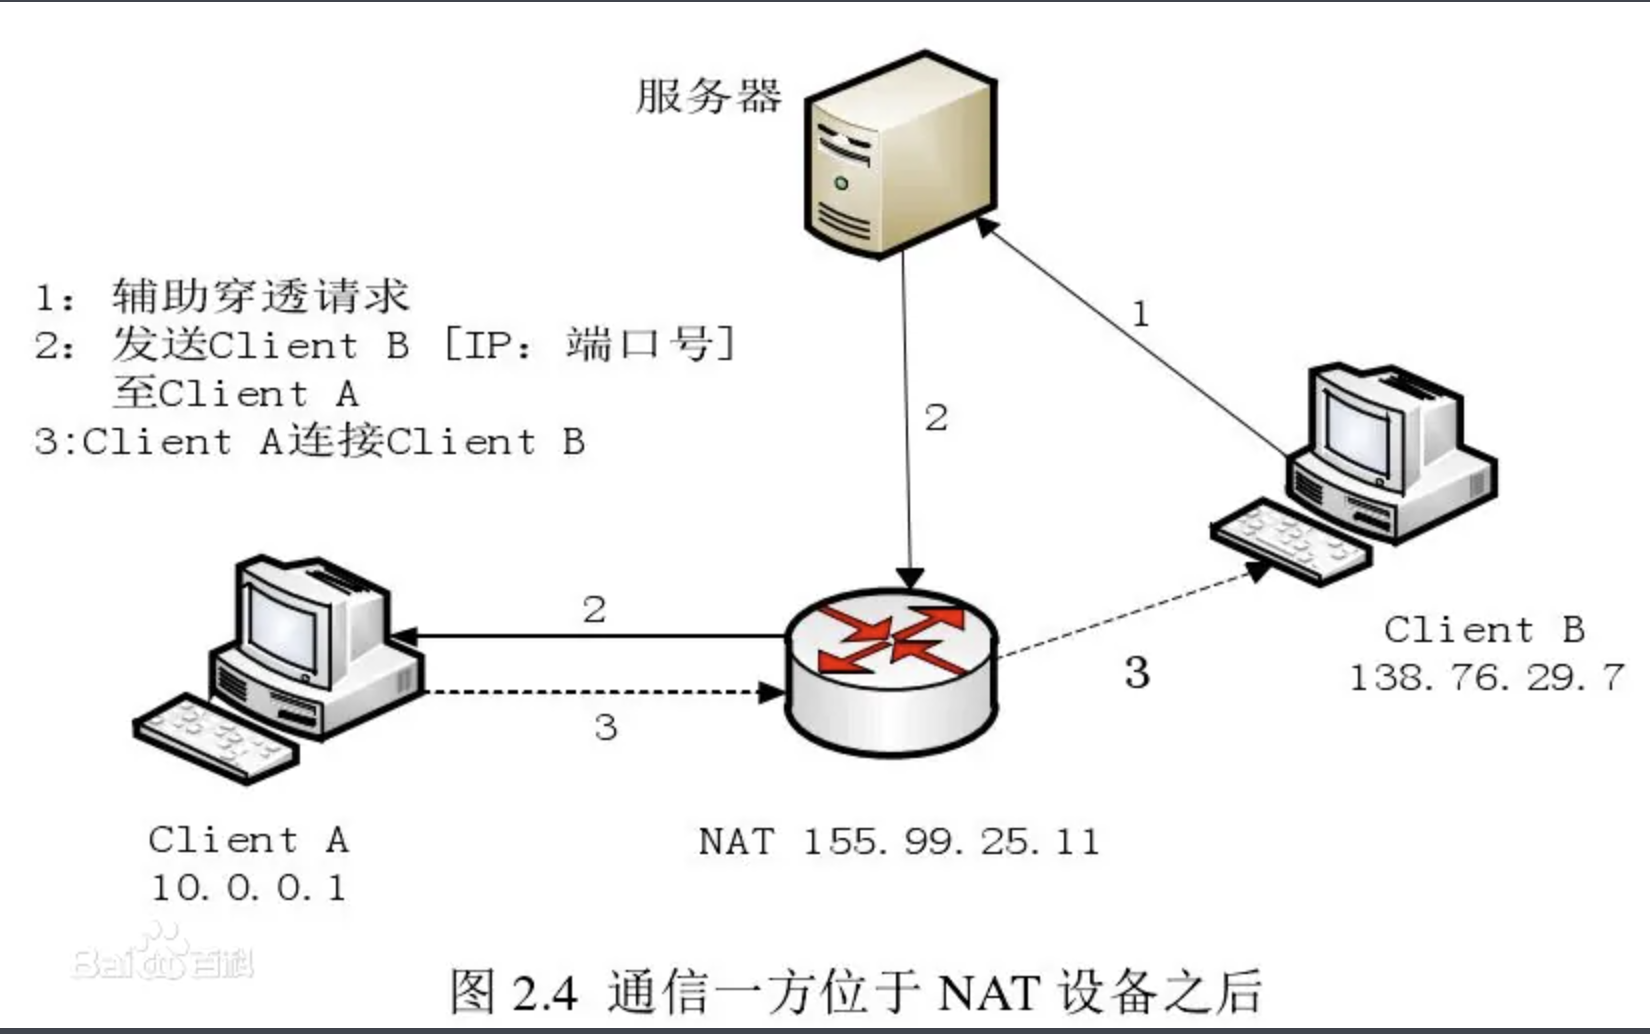 服务器
1: 辅助穿透请求
2: 发送Client B [IP: 端口号]
至Client A
3:Client A连接Client B
1
2
2
3
3
Client B
138.76.29.7
Client A
10.0.0.1
NAT 155.99.25.11
Baidu百科
图 2.4 通信一方位于 NAT 设备之后